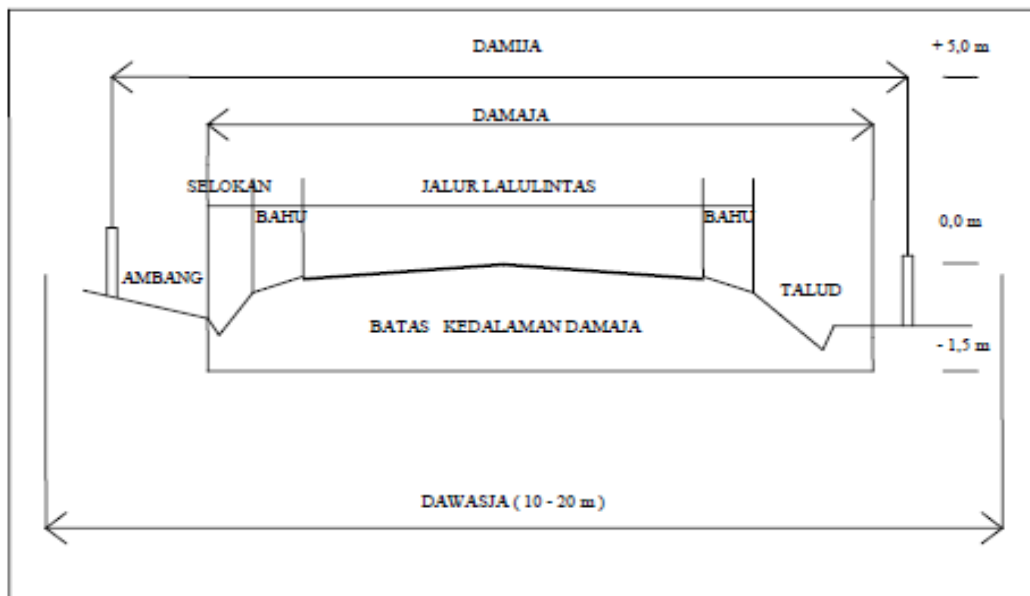 DAMIJA
+ 5,0 m
DAMAJA
SELOKAN
JALUR LALULINTAS
BAHU
BAHU
0,0 m
AMBANG
TALUD
BATAS KEDALAMAN DAMAJA
- 1,5 m
DAWASJA ( 10 - 20 m )